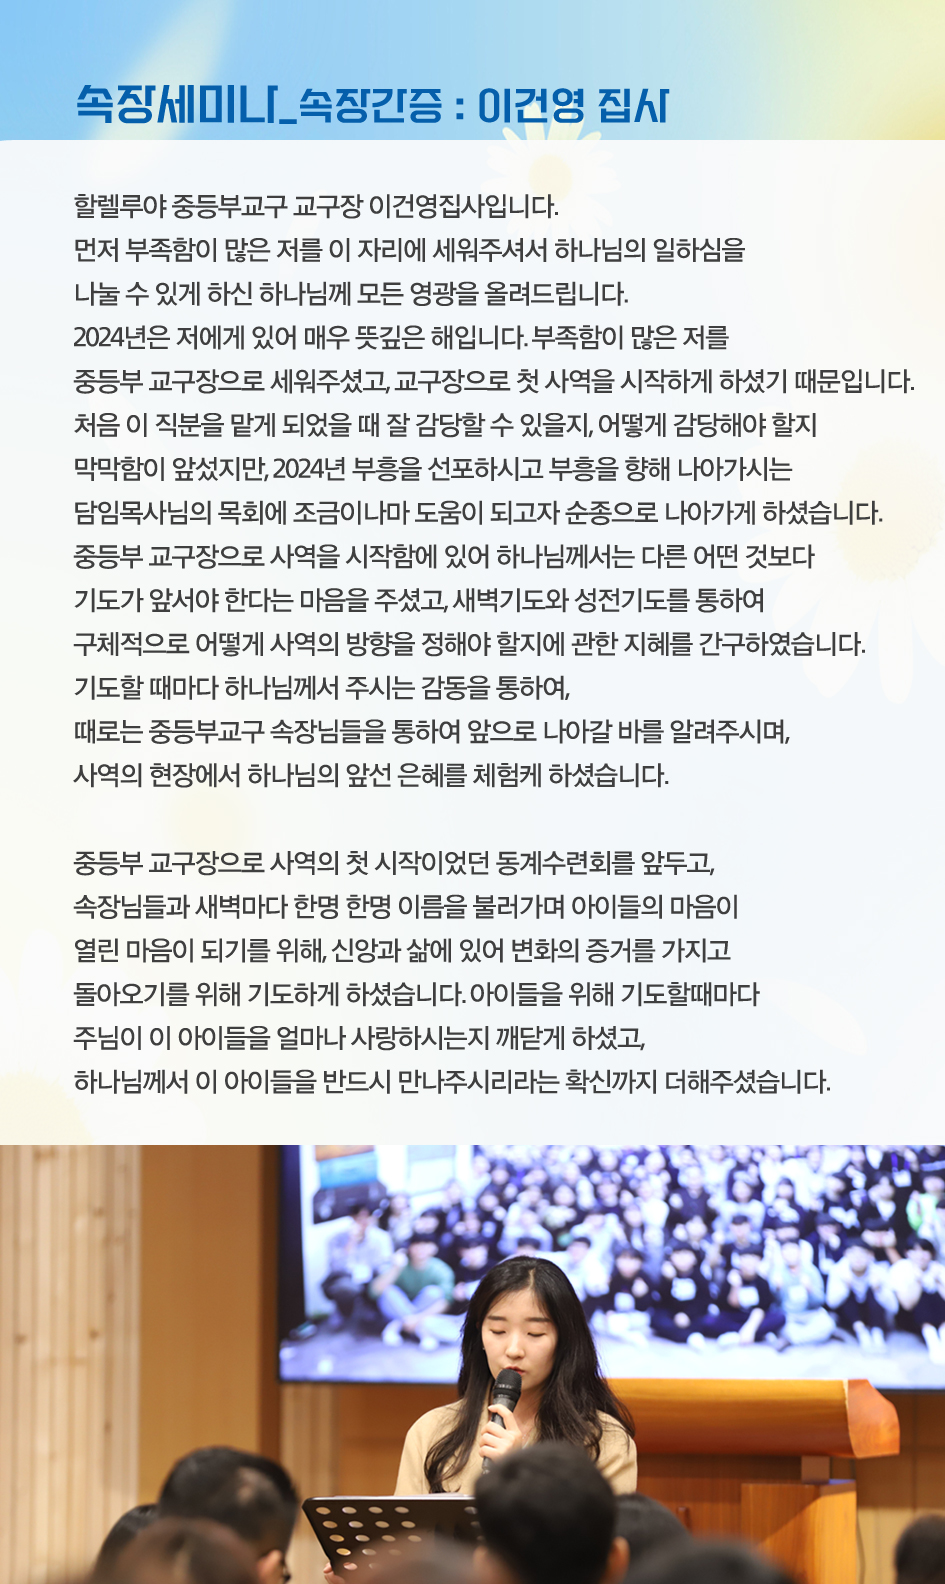 속장세미나_속장간증 : 이건영 집사
할렐루야 중등부교구 교구장 이건영집사입니다.
먼저 부족함이 많은 저를 이 자리에 세워주셔서 하나님의 일하심을
나눌 수 있게 하신 하나님께 모든 영광을 올려드립니다.
2024년은 저에게 있어 매우 뜻깊은 해입니다. 부족함이 많은 저를
중등부 교구장으로 세워주셨고, 교구장으로 첫 사역을 시작하게 하셨기 때문입니다.
처음 이 직분을 맡게 되었을 때 잘 감당할 수 있을지, 어떻게 감당해야 할지
막막함이 앞섰지만, 2024년 부흥을 선포하시고 부흥을 향해 나아가시는
담임목사님의 목회에 조금이나마 도움이 되고자 순종으로 나아가게 하셨습니다.
중등부 교구장으로 사역을 시작함에 있어 하나님께서는 다른 어떤 것보다
기도가 앞서야 한다는 마음을 주셨고, 새벽기도와 성전기도를 통하여
구체적으로 어떻게 사역의 방향을 정해야 할지에 관한 지혜를 간구하였습니다.
기도할 때마다 하나님께서 주시는 감동을 통하여,
때로는 중등부교구 속장님들을 통하여 앞으로 나아갈 바를 알려주시며,
사역의 현장에서 하나님의 앞선 은혜를 체험케 하셨습니다.
중등부 교구장으로 사역의 첫 시작이었던 동계수련회를 앞두고,
속장님들과 새벽마다 한명 한명 이름을 불러가며 아이들의 마음이
열린 마음이 되기를 위해, 신앙과 삶에 있어 변화의 증거를 가지고
돌아오기를 위해 기도하게 하셨습니다. 아이들을 위해 기도할때마다
주님이 이 아이들을 얼마나 사랑하시는지 깨닫게 하셨고,
하나님께서 이 아이들을 반드시 만나주시리라는 확신까지 더해주셨습니다.